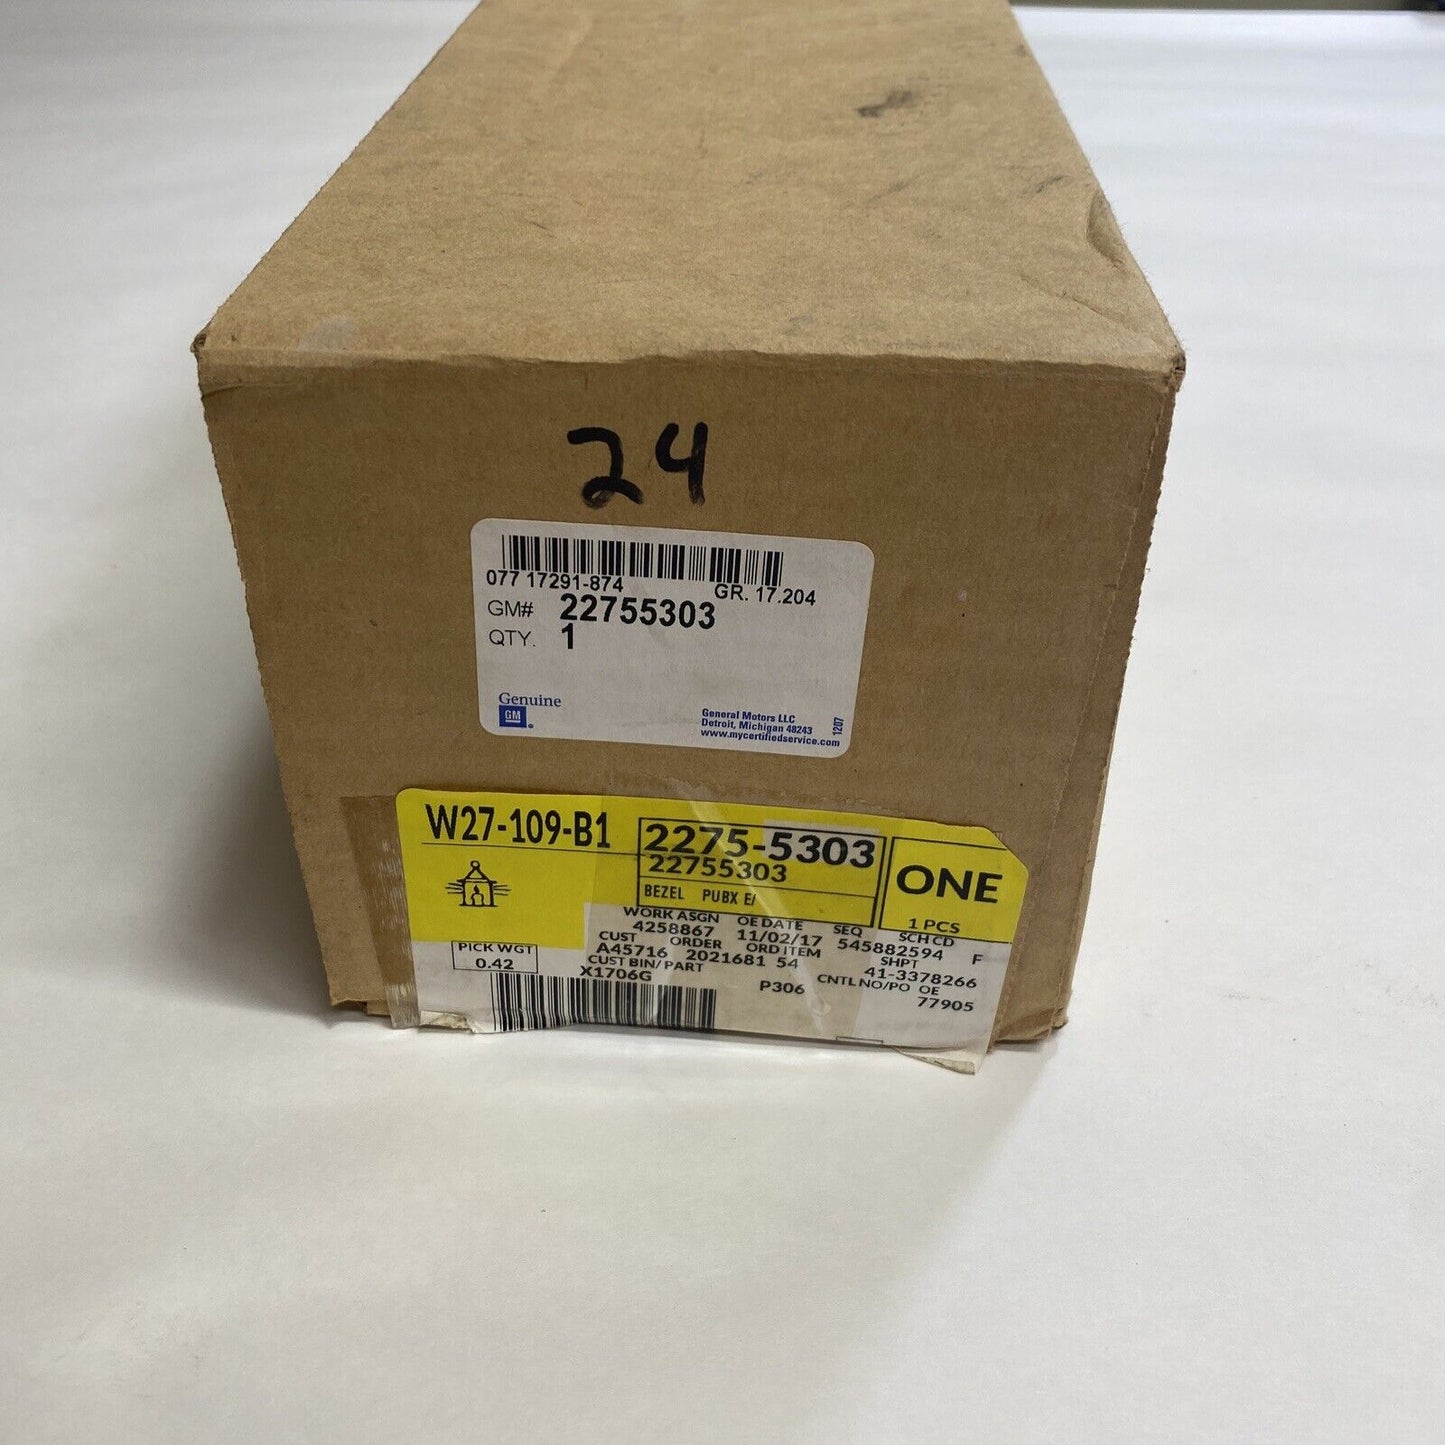 24
077 17291-874 GR. 17.204
GM# 22755303
QTY. 1
Genuine
GM
General Motors LLC
Detroit, Michigan 48243
www.mycertifiedservice.com
1207
W27-109-B1
2275-5303
22755303
BEZEL PUBX E/
ONE
1 PCS
WORK ASGN OE DATE SEQ SCH CD
4258867 11/02/17 545882594 F
CUST ORDER ORD ITEM SHPT
A45716 2021681 54 41-3378266
CUST BIN/PART CNTL NO/PO OE
X1706G P306 77905
PICK WGT
0.42